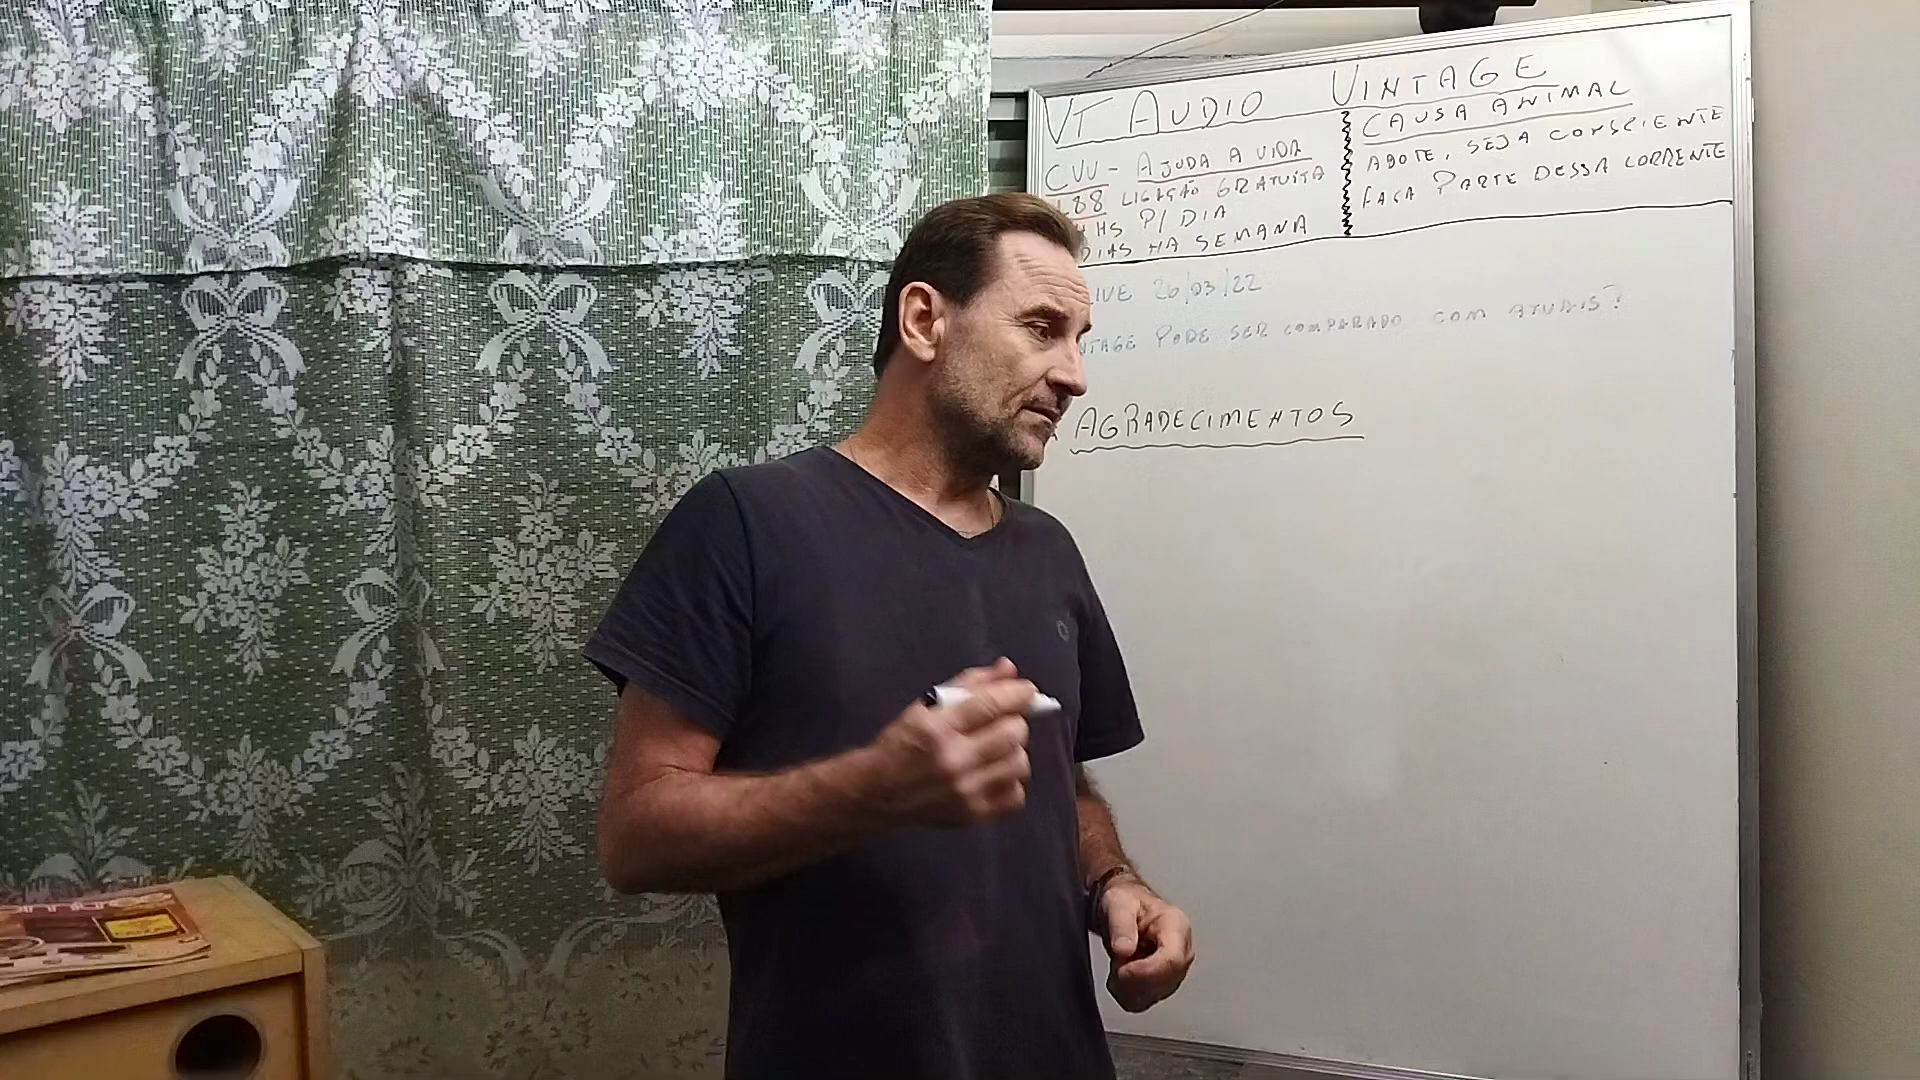 VT AUDIO VINTAGE
CVV - AJUDA A VIDA
188 LIGAÇÃO GRATUITA
HS P/ DIA
DIAS NA SEMANA
CAUSA ANIMAL
ADOTE, SEJA CONSCIENTE
FAÇA PARTE DESSA CORRENTE
LIVE 26/03/22
PODE SER COMPARADO COM ATUAIS?
AGRADECIMENTOS